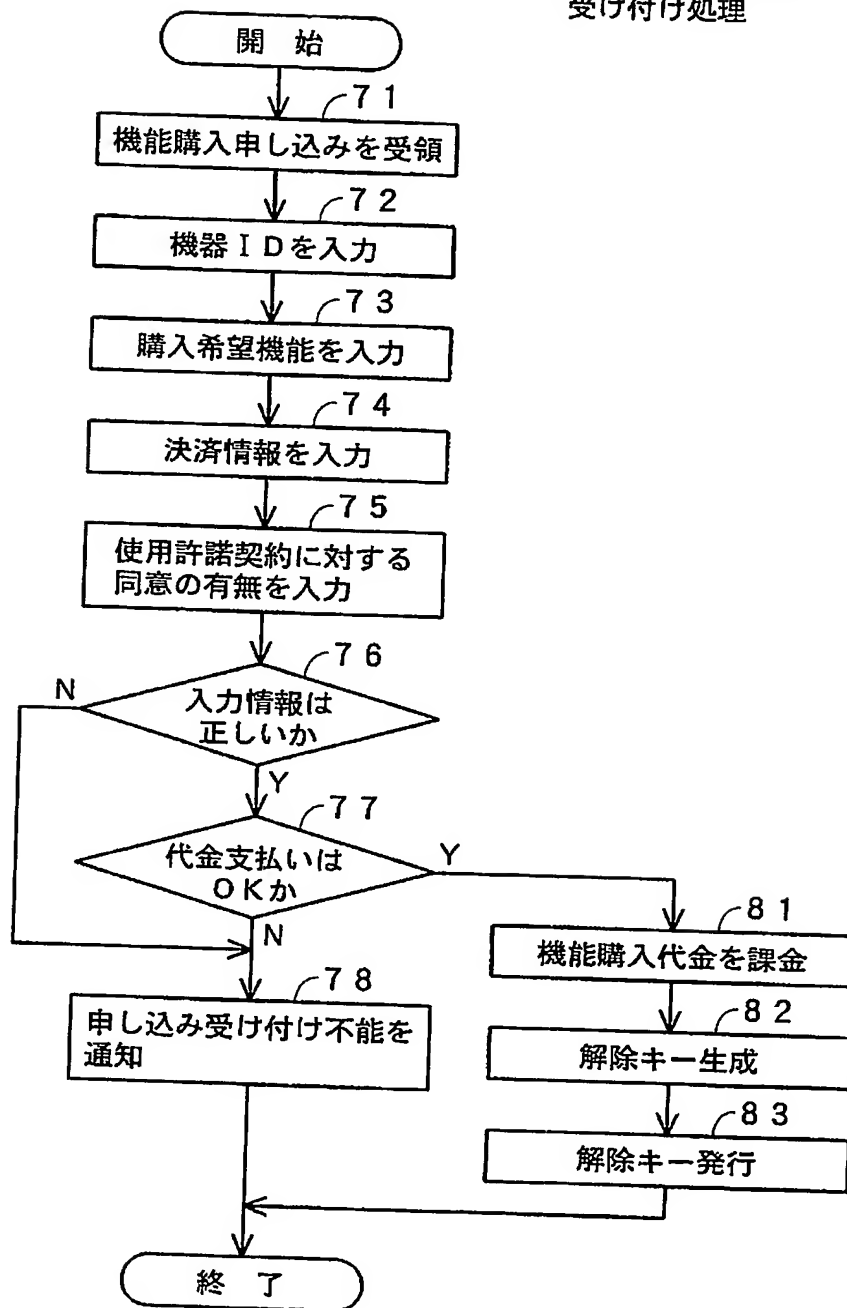 受け付け処理
開 始
71
機能購入申し込みを受領
72
機器IDを入力
73
購入希望機能を入力
74
決済情報を入力
75
使用許諾契約に対する
同意の有無を入力
76
N
入力情報は
正しいか
Y
77
代金支払いは
OKか
Y
N
81
機能購入代金を課金
78
申し込み受け付け不能を
通知
82
解除キー生成
83
解除キー発行
終 了